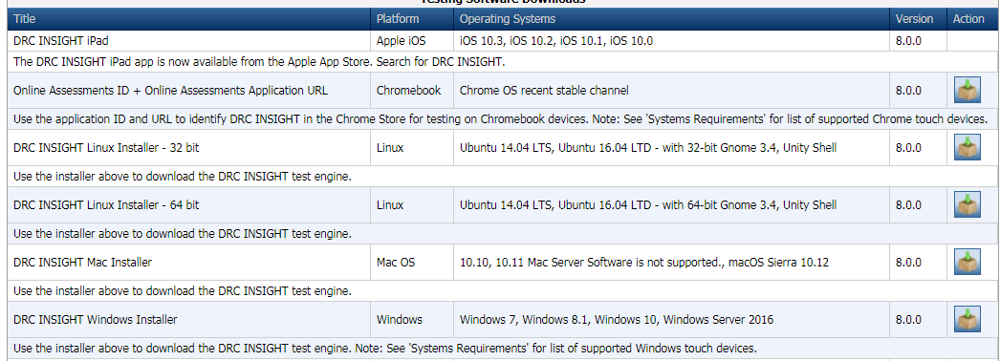 Testing Software Downloads
Title Platform Operating Systems Version Action
DRC INSIGHT iPad Apple iOS iOS 10.3, iOS 10.2, iOS 10.1, iOS 10.0 8.0.0
The DRC INSIGHT iPad app is now available from the Apple App Store. Search for DRC INSIGHT.
Online Assessments ID + Online Assessments Application URL Chromebook Chrome OS recent stable channel 8.0.0
Use the application ID and URL to identify DRC INSIGHT in the Chrome Store for testing on Chromebook devices. Note: See 'Systems Requirements' for list of supported Chrome touch devices.
DRC INSIGHT Linux Installer - 32 bit Linux Ubuntu 14.04 LTS, Ubuntu 16.04 LTD - with 32-bit Gnome 3.4, Unity Shell 8.0.0
Use the installer above to download the DRC INSIGHT test engine.
DRC INSIGHT Linux Installer - 64 bit Linux Ubuntu 14.04 LTS, Ubuntu 16.04 LTD - with 64-bit Gnome 3.4, Unity Shell 8.0.0
Use the installer above to download the DRC INSIGHT test engine.
DRC INSIGHT Mac Installer Mac OS 10.10, 10.11 Mac Server Software is not supported., macOS Sierra 10.12 8.0.0
Use the installer above to download the DRC INSIGHT test engine.
DRC INSIGHT Windows Installer Windows Windows 7, Windows 8.1, Windows 10, Windows Server 2016 8.0.0
Use the installer above to download the DRC INSIGHT test engine. Note: See 'Systems Requirements' for list of supported Windows touch devices.